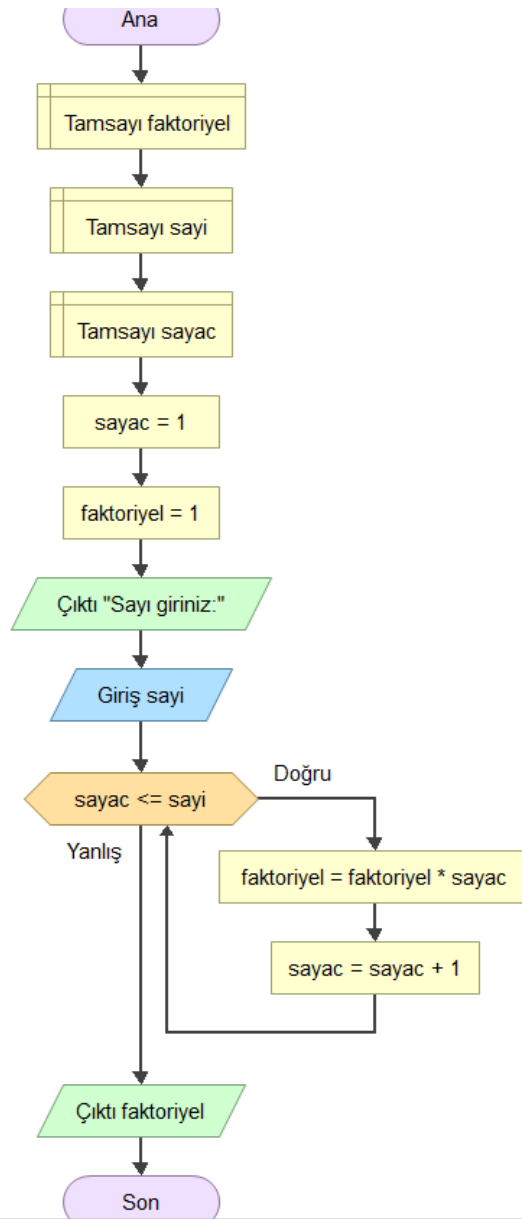 Ana
Tamsayı faktoriyel
Tamsayı sayi
Tamsayı sayac
sayac = 1
faktoriyel = 1
Çıktı "Sayı giriniz:"
Giriş sayi
sayac <= sayi
Doğru
Yanlış
faktoriyel = faktoriyel * sayac
sayac = sayac + 1
Çıktı faktoriyel
Son